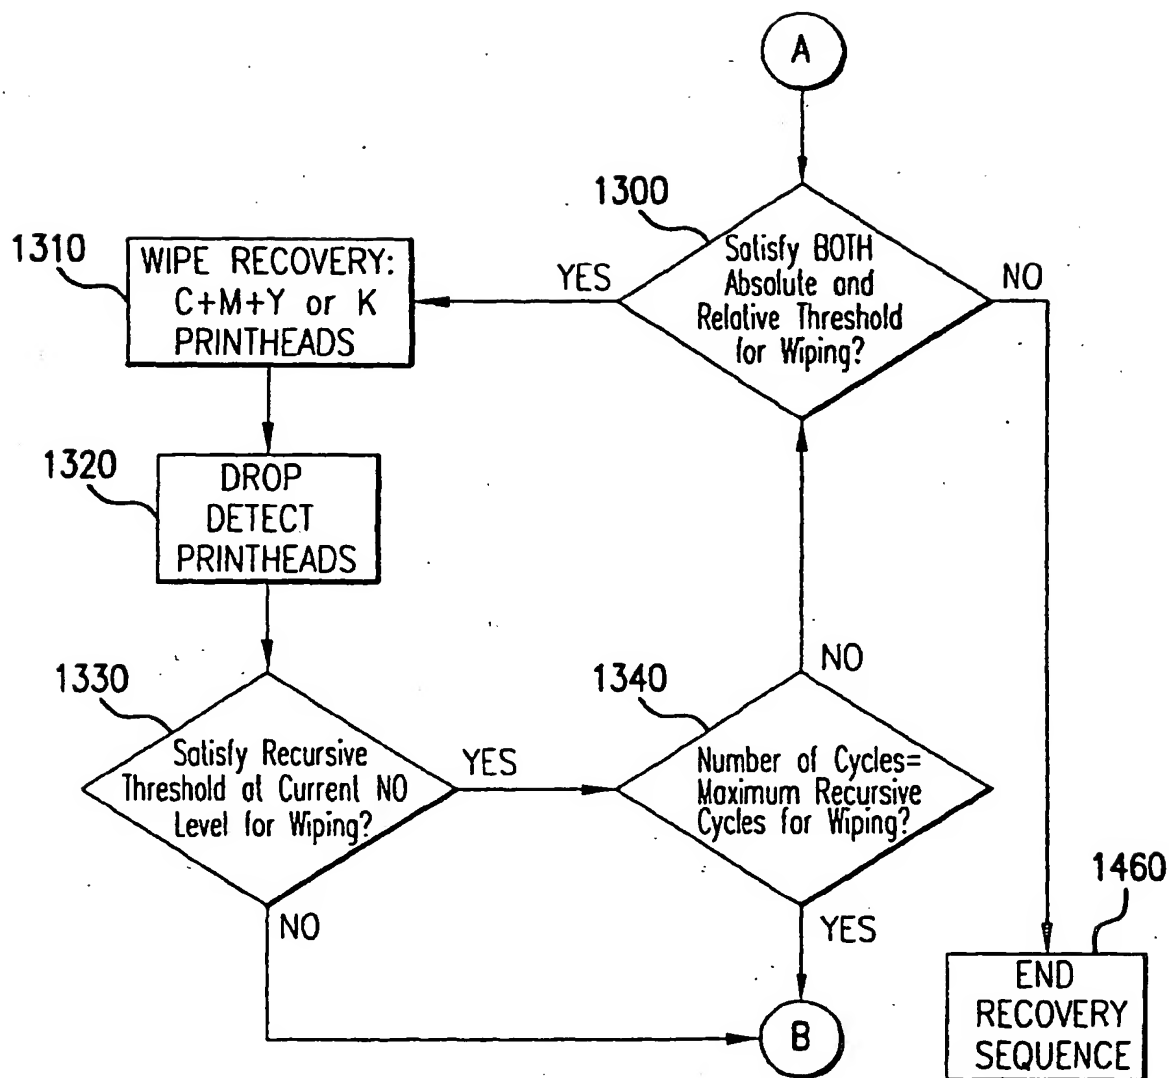 A
1300
Satisfy BOTH
Absolute and
Relative Threshold
for Wiping?
YES
NO
1310
WIPE RECOVERY:
C+M+Y or K
PRINTHEADS
1320
DROP
DETECT
PRINTHEADS
1330
Satisfy Recursive
Threshold at Current NO
Level for Wiping?
YES
NO
1340
Number of Cycles=
Maximum Recursive
Cycles for Wiping?
NO
YES
B
1460
END
RECOVERY
SEQUENCE